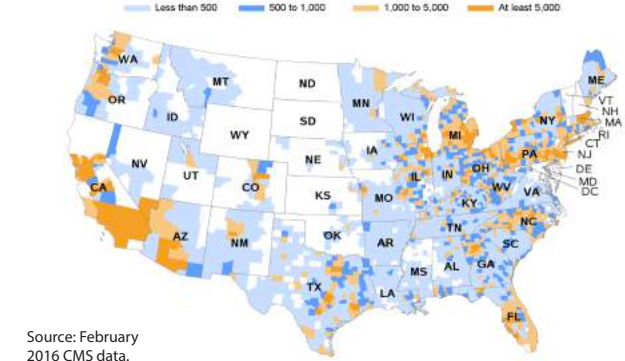 Less than 500 500 to 1,000 1,000 to 5,000 At least 5,000
WA
MT
ND
MN
ME
OR
ID
SD
WI
VT
NH
MA
WY
MI
NY
RI
CT
NV
UT
NE
IA
IL
IN
OH
PA
NJ
DE
MD
DC
CA
CO
KS
MO
WV
VA
KY
AZ
NM
OK
AR
TN
NC
SC
TX
LA
MS
AL
GA
FL
Source: February
2016 CMS data.